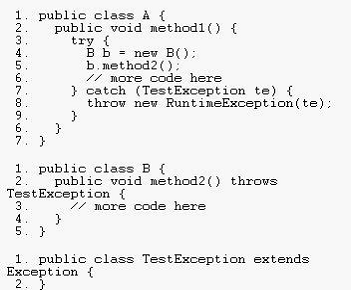 1. public class A {
2.   public void method1() {
3.     try {
4.       B b = new B();
5.       b.method2();
6.       // more code here
7.     } catch (TestException te) {
8.       throw new RuntimeException(te);
9.     }
6.   }
7. }
1. public class B {
2.   public void method2() throws
TestException {
3.     // more code here
4.   }
5. }
1. public class TestException extends
Exception {
2. }